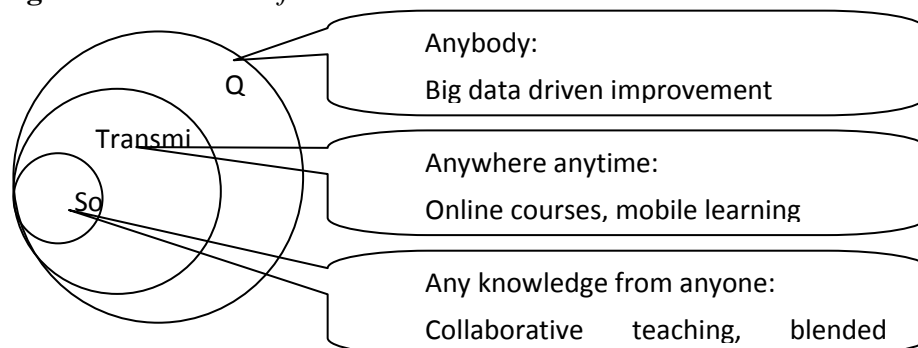 Anybody:
Q
Big data driven improvement
Transmi
Anywhere anytime:
So
Online courses, mobile learning
Any knowledge from anyone:
Collaborative teaching, blended